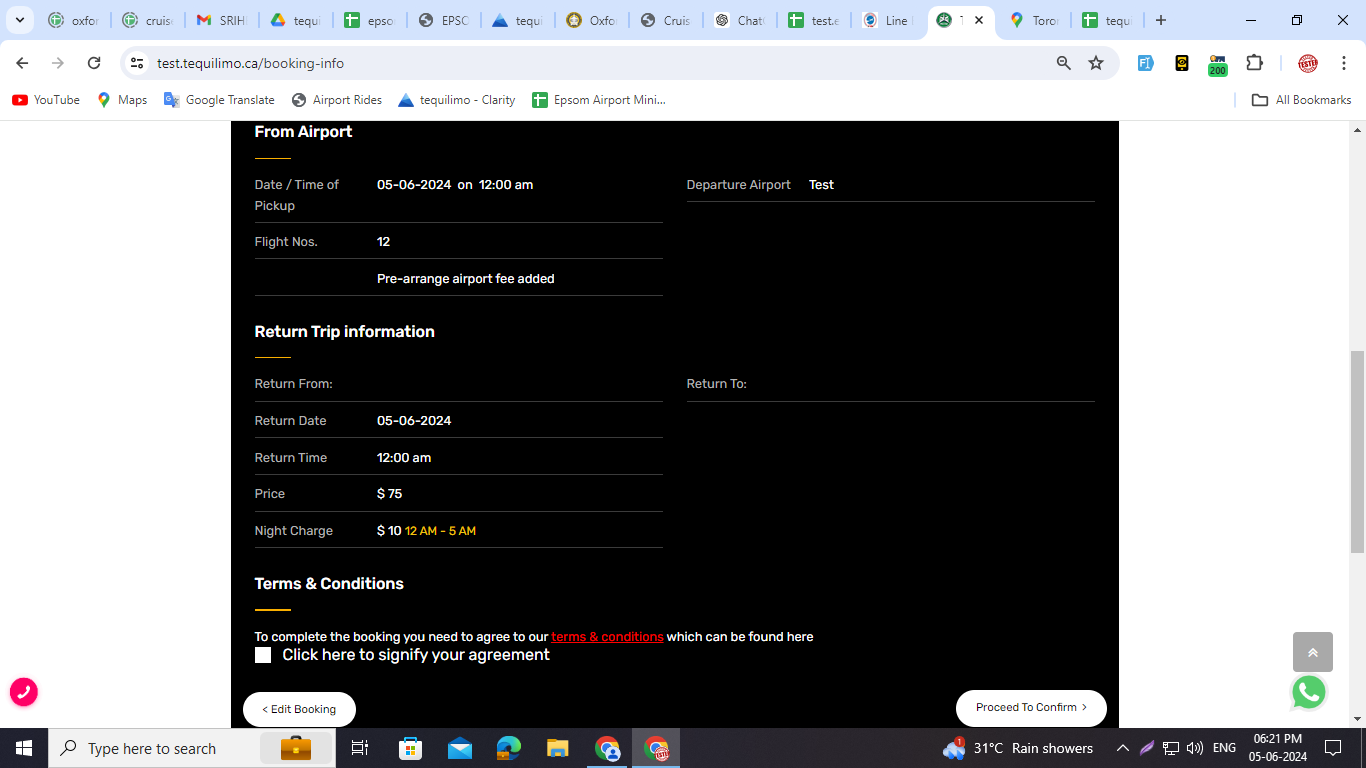 oxfor
cruise
SRIH
tequi
epso
EPSC
tequi
Oxfo
Cruis
Chat
test.e
Line
T
Toro
tequ
test.tequilimo.ca/booking-info
200
TESTER
YouTube
Maps
Google Translate
Airport Rides
tequilimo - Clarity
Epsom Airport Mini...
All Bookmarks
From Airport
Date / Time of Pickup 05-06-2024 on 12:00 am
Departure Airport Test
Flight Nos. 12
Pre-arrange airport fee added
Return Trip information
Return From:
Return To:
Return Date 05-06-2024
Return Time 12:00 am
Price $ 75
Night Charge $ 10 12 AM - 5 AM
Terms & Conditions
To complete the booking you need to agree to our terms & conditions which can be found here
Click here to signify your agreement
< Edit Booking
Proceed To Confirm >
Type here to search
1
31°C Rain showers
ENG
06:21 PM
05-06-2024